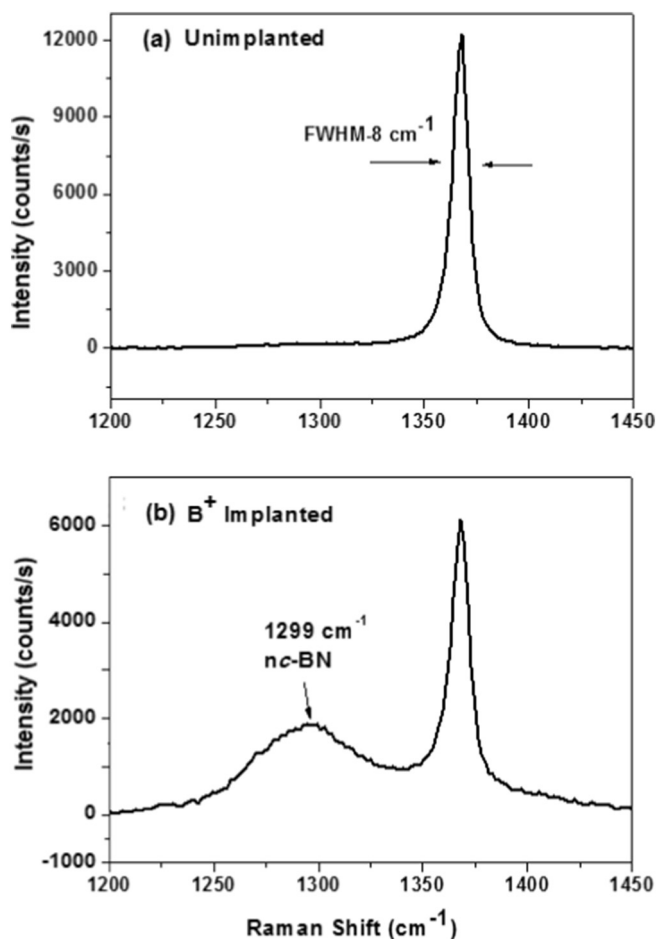 (a) Unimplanted
12000
9000
6000
3000
0
Intensity (counts/s)
FWHM-8 cm⁻¹
1200 1250 1300 1350 1400 1450
(b) B⁺ Implanted
6000
4000
2000
0
-1000
Intensity (counts/s)
1299 cm⁻¹
nc-BN
1200 1250 1300 1350 1400 1450
Raman Shift (cm⁻¹)